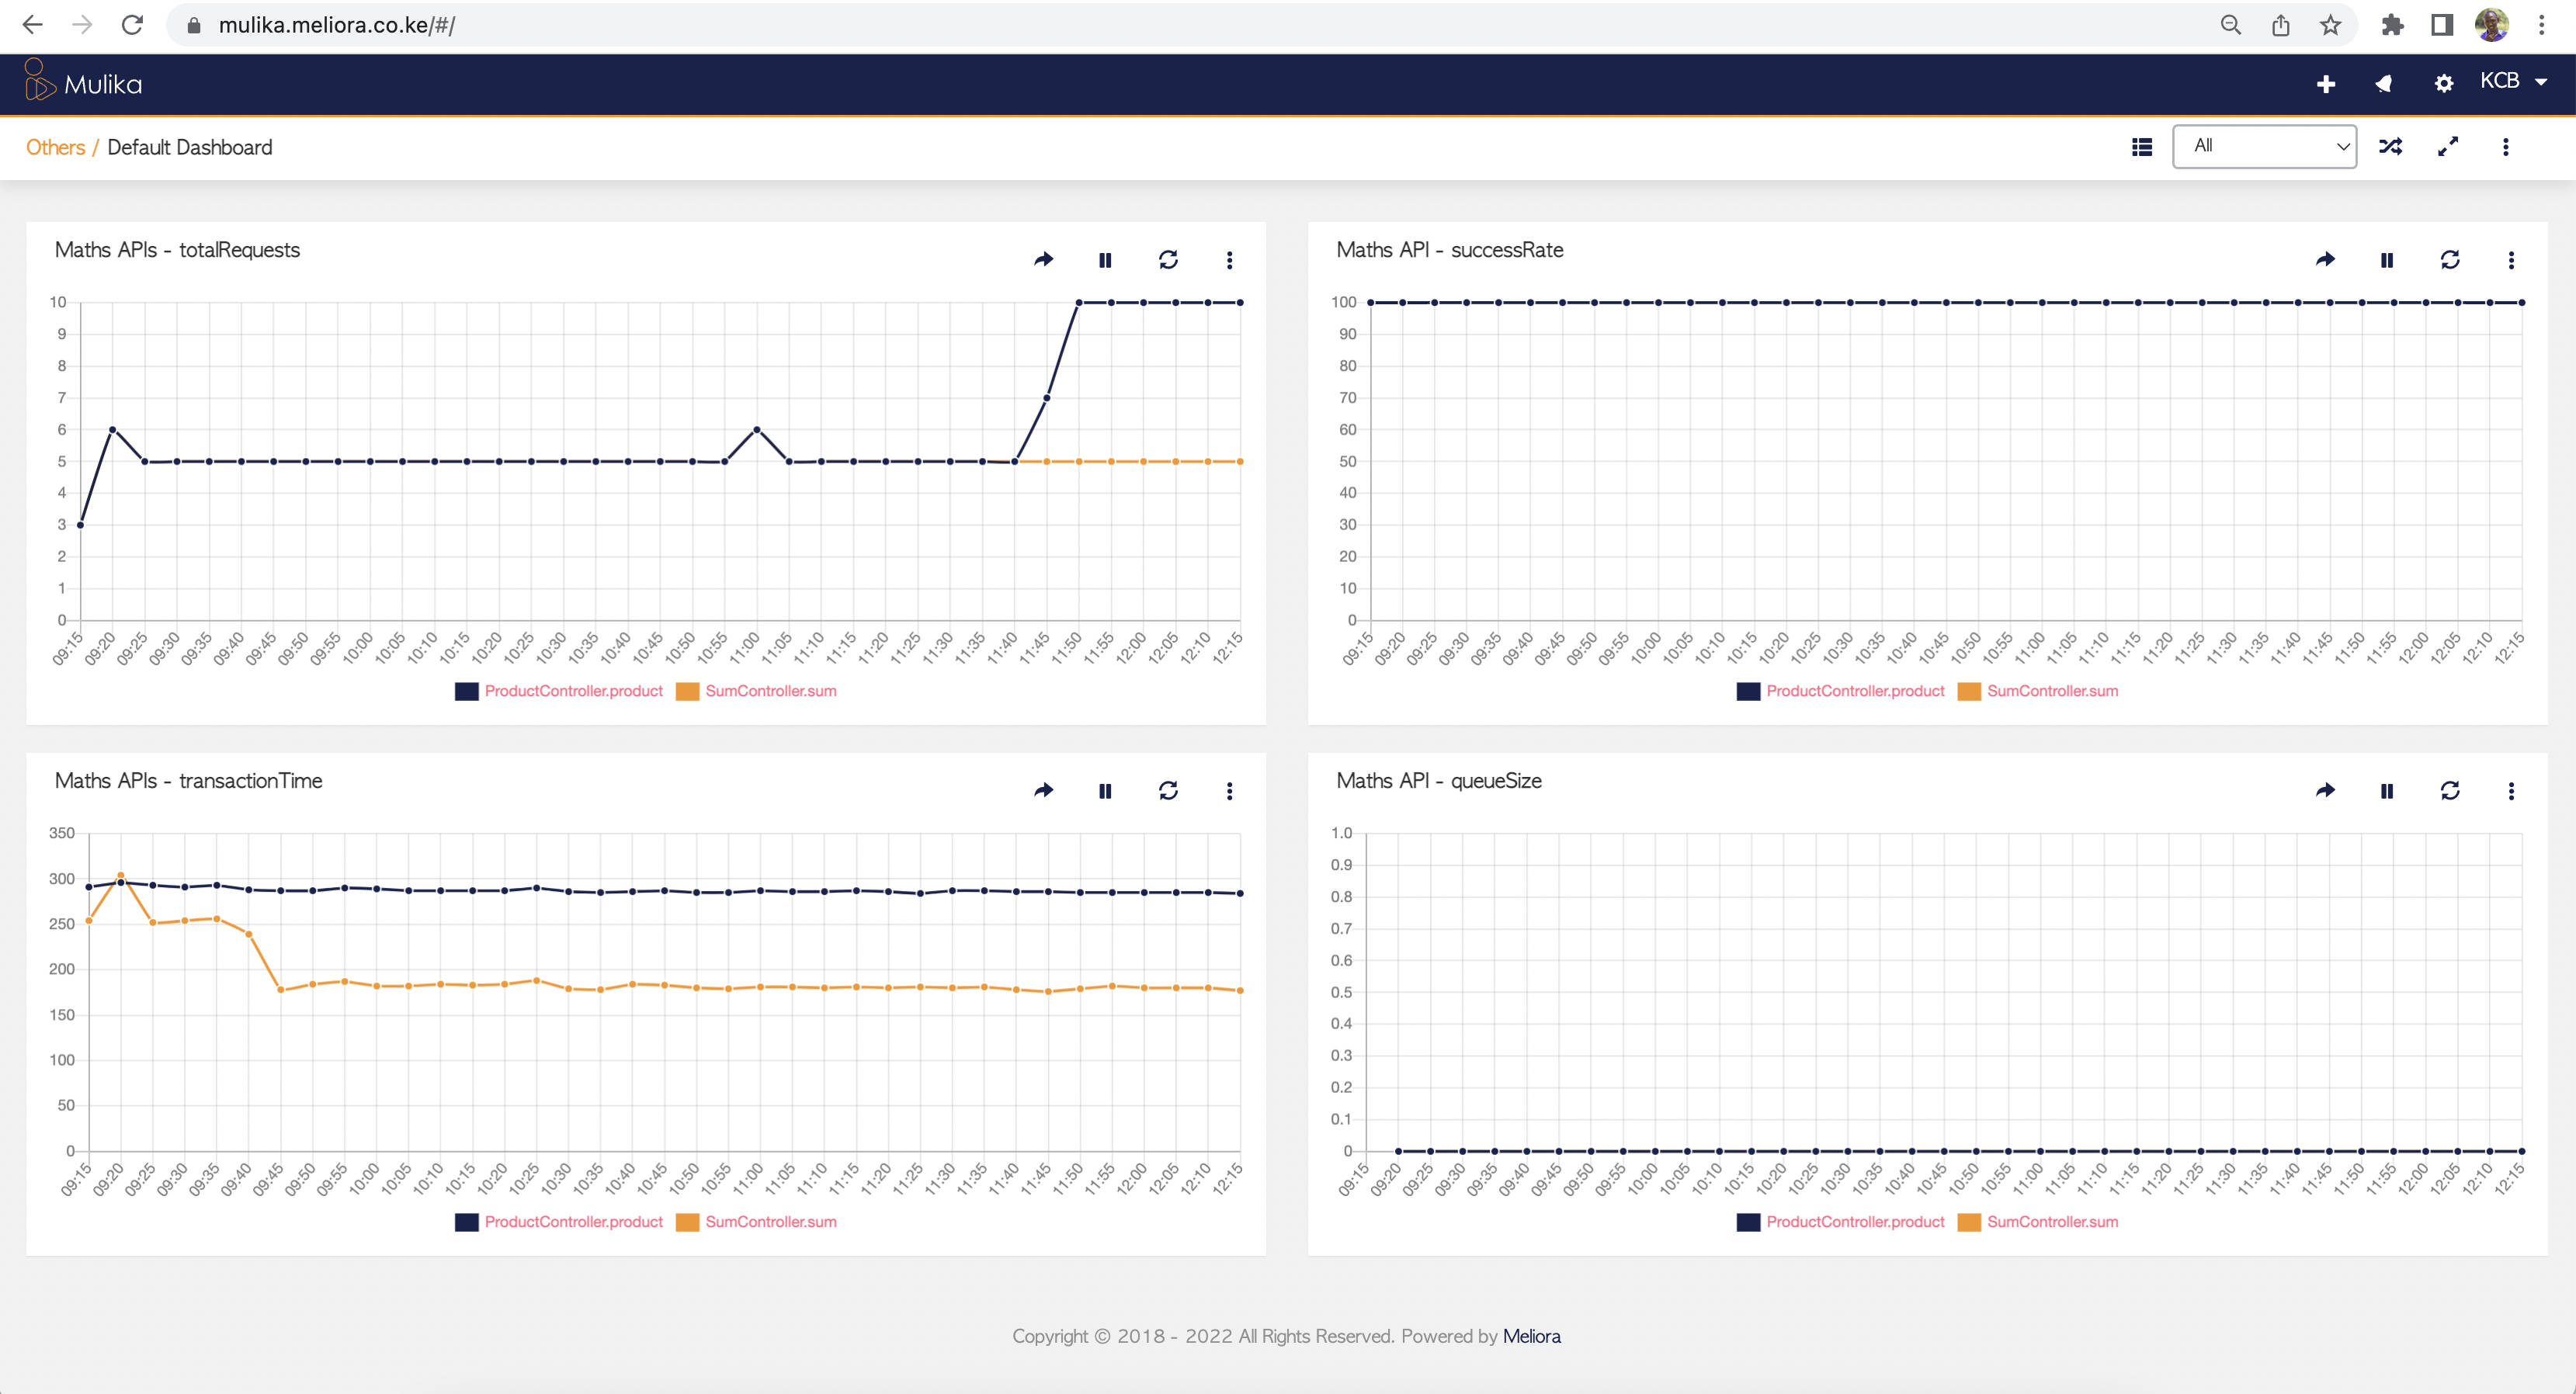 mulika.meliora.co.ke/#/
Mulika
KCB
Others / Default Dashboard
All
Maths APIs - totalRequests
10
9
8
7
6
5
4
3
2
1
0
09:15 09:20 09:25 09:30 09:35 09:40 09:45 09:50 09:55 10:00 10:05 10:10 10:15 10:20 10:25 10:30 10:35 10:40 10:45 10:50 10:55 11:00 11:05 11:10 11:15 11:20 11:25 11:30 11:35 11:40 11:45 11:50 11:55 12:00 12:05 12:10 12:15
ProductController.product SumController.sum
Maths API - successRate
100
90
80
70
60
50
40
30
20
10
0
09:15 09:20 09:25 09:30 09:35 09:40 09:45 09:50 09:55 10:00 10:05 10:10 10:15 10:20 10:25 10:30 10:35 10:40 10:45 10:50 10:55 11:00 11:05 11:10 11:15 11:20 11:25 11:30 11:35 11:40 11:45 11:50 11:55 12:00 12:05 12:10 12:15
ProductController.product SumController.sum
Maths APIs - transactionTime
350
300
250
200
150
100
50
0
09:15 09:20 09:25 09:30 09:35 09:40 09:45 09:50 09:55 10:00 10:05 10:10 10:15 10:20 10:25 10:30 10:35 10:40 10:45 10:50 10:55 11:00 11:05 11:10 11:15 11:20 11:25 11:30 11:35 11:40 11:45 11:50 11:55 12:00 12:05 12:10 12:15
ProductController.product SumController.sum
Maths API - queueSize
1.0
0.9
0.8
0.7
0.6
0.5
0.4
0.3
0.2
0.1
0
09:15 09:20 09:25 09:30 09:35 09:40 09:45 09:50 09:55 10:00 10:05 10:10 10:15 10:20 10:25 10:30 10:35 10:40 10:45 10:50 10:55 11:00 11:05 11:10 11:15 11:20 11:25 11:30 11:35 11:40 11:45 11:50 11:55 12:00 12:05 12:10 12:15
ProductController.product SumController.sum
Copyright © 2018 - 2022 All Rights Reserved. Powered by Meliora